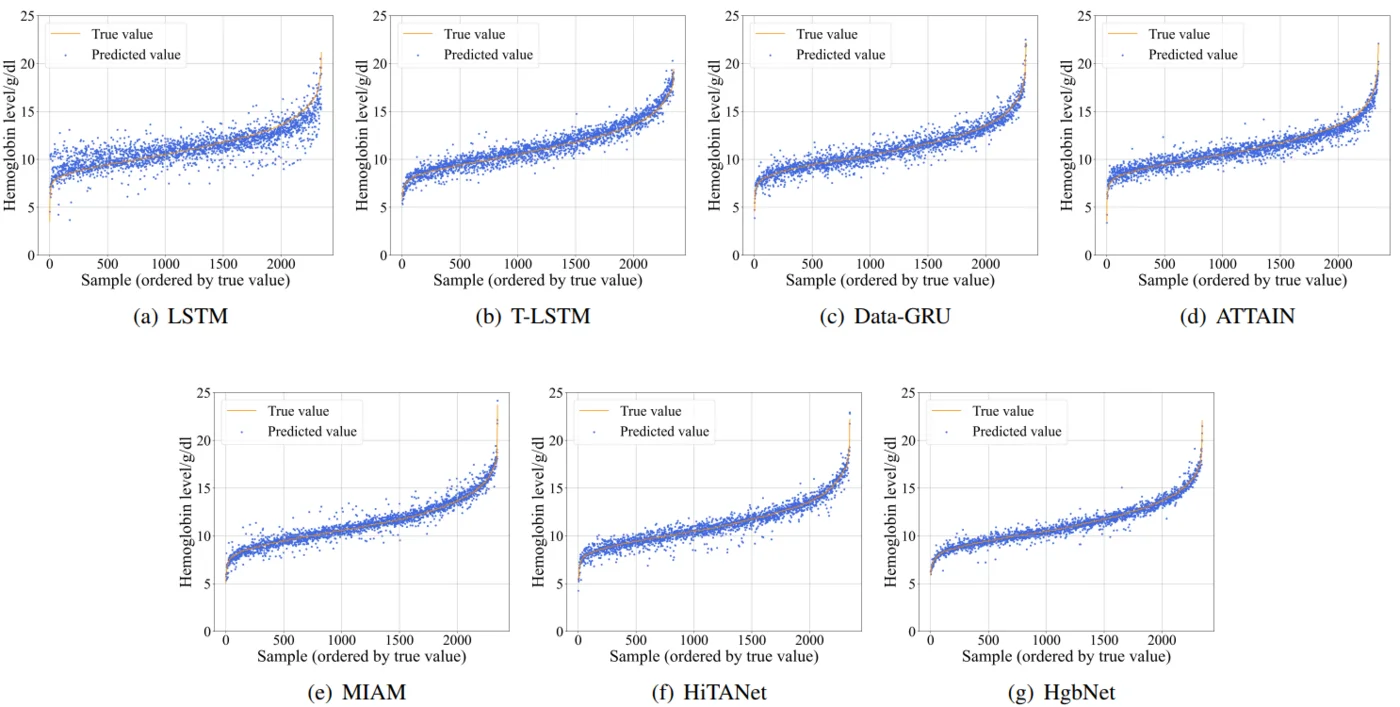 25
20
15
10
5
0
Hemoglobin level/g/dl
True value
Predicted value
0 500 1000 1500 2000
Sample (ordered by true value)
(a) LSTM
25
20
15
10
5
0
Hemoglobin level/g/dl
True value
Predicted value
0 500 1000 1500 2000
Sample (ordered by true value)
(b) T-LSTM
25
20
15
10
5
0
Hemoglobin level/g/dl
True value
Predicted value
0 500 1000 1500 2000
Sample (ordered by true value)
(c) Data-GRU
25
20
15
10
5
0
Hemoglobin level/g/dl
True value
Predicted value
0 500 1000 1500 2000
Sample (ordered by true value)
(d) ATTAIN
25
20
15
10
5
0
Hemoglobin level/g/dl
True value
Predicted value
0 500 1000 1500 2000
Sample (ordered by true value)
(e) MIAM
25
20
15
10
5
0
Hemoglobin level/g/dl
True value
Predicted value
0 500 1000 1500 2000
Sample (ordered by true value)
(f) HiTANet
25
20
15
10
5
0
Hemoglobin level/g/dl
True value
Predicted value
0 500 1000 1500 2000
Sample (ordered by true value)
(g) HgbNet